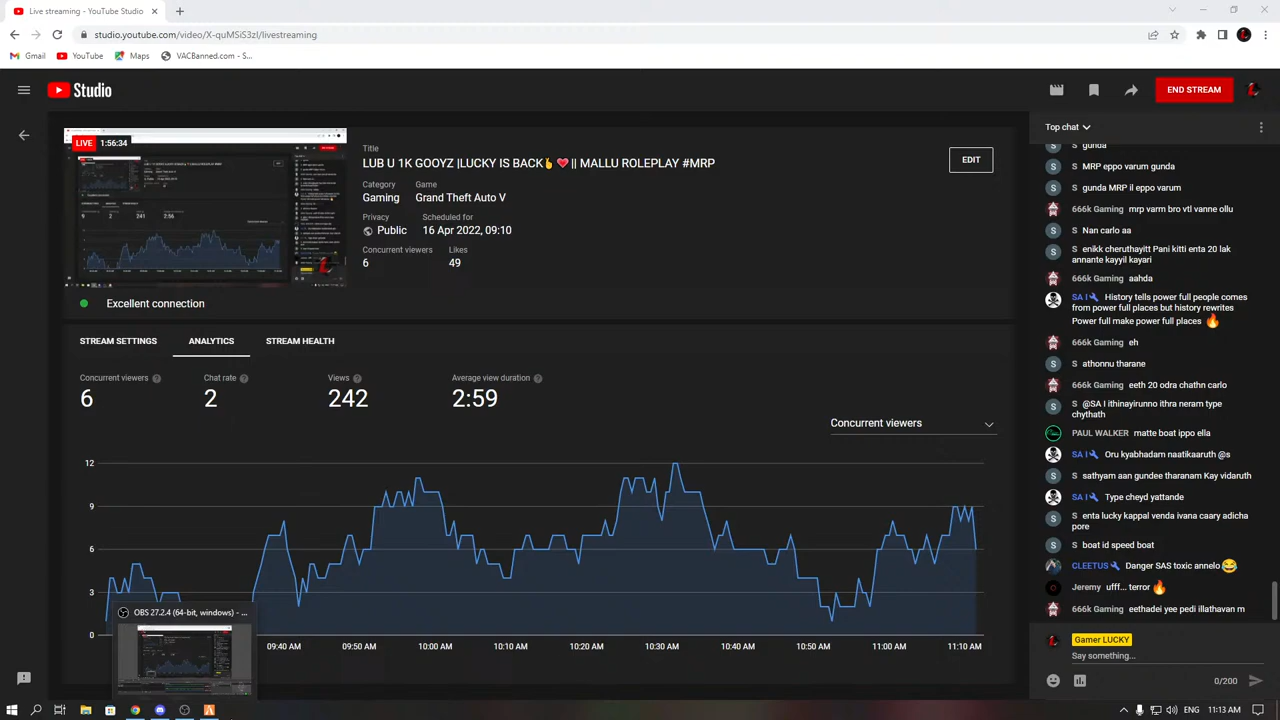 Live streaming - YouTube Studio
studio.youtube.com/video/X-quMSiS3zI/livestreaming
Gmail
YouTube
Maps
VACBanned.com - S...
Studio
END STREAM
LIVE 1:56:34
Title
LUB U 1K GOOYZ |LUCKY IS BACK🫰❤️|| MALLU ROLEPLAY #MRP
EDIT
Category
Game
Gaming
Grand Theft Auto V
Privacy
Scheduled for
Public
16 Apr 2022, 09:10
Concurrent viewers
Likes
6
49
Excellent connection
STREAM SETTINGS
ANALYTICS
STREAM HEALTH
Concurrent viewers
Chat rate
Views
Average view duration
6
2
242
2:59
Concurrent viewers
12
9
6
3
0
09:40 AM
09:50 AM
10:00 AM
10:10 AM
10:20 AM
10:30 AM
10:40 AM
10:50 AM
11:00 AM
11:10 AM
OBS 27.2.4 (64-bit, windows) - ...
Top chat
gunda
S MRP eppo varum gunda
S gunda MRP il eppo varum
666k Gaming mrp varm kayil vanne ollu
S Nan carlo aa
S enikk cheruthayitt Pani kitti enta 20 lak
annante kayyil kayari
666k Gaming aahda
SA I History tells power full people comes
from power full places but history rewrites
Power full make power full places 🔥
666k Gaming eh
S athonnu tharane
666k Gaming eeth 20 odra chathn carlo
S @SA I ithinayirunno ithra neram type
chythath
PAUL WALKER matte boat ippo ella
SA I Oru kyabhadam naatikaaruth @s
S sathyam aan gundee tharanam Kay vidaruth
SA I Type cheyd yattande
S enta lucky kappal venda ivana caary adicha
pore
S boat id speed boat
CLEETUS Danger SAS toxic annelo 😂
Jeremy ufff... terror 🔥
666k Gaming eethadei yee pedi illathavan m
Gamer LUCKY
Say something...
0/200
11:13 AM